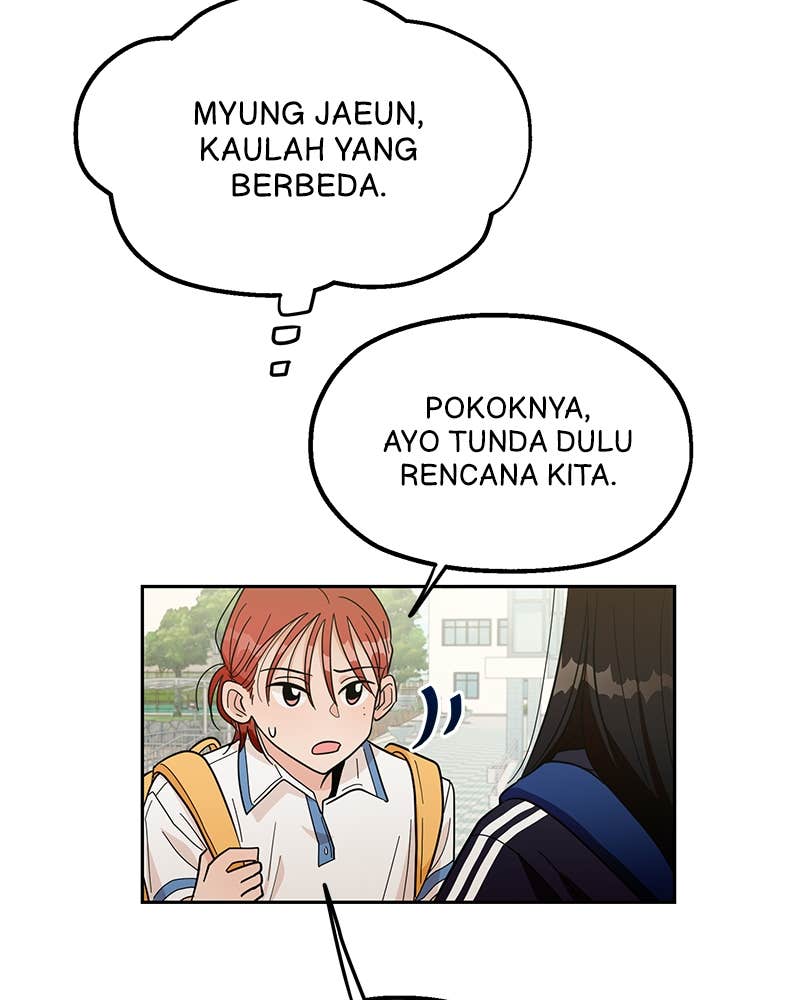 MYUNG JAEUN,
KAULAH YANG
BERBEDA.
POKOKNYA,
AYO TUNDA DULU
RENCANA KITA.